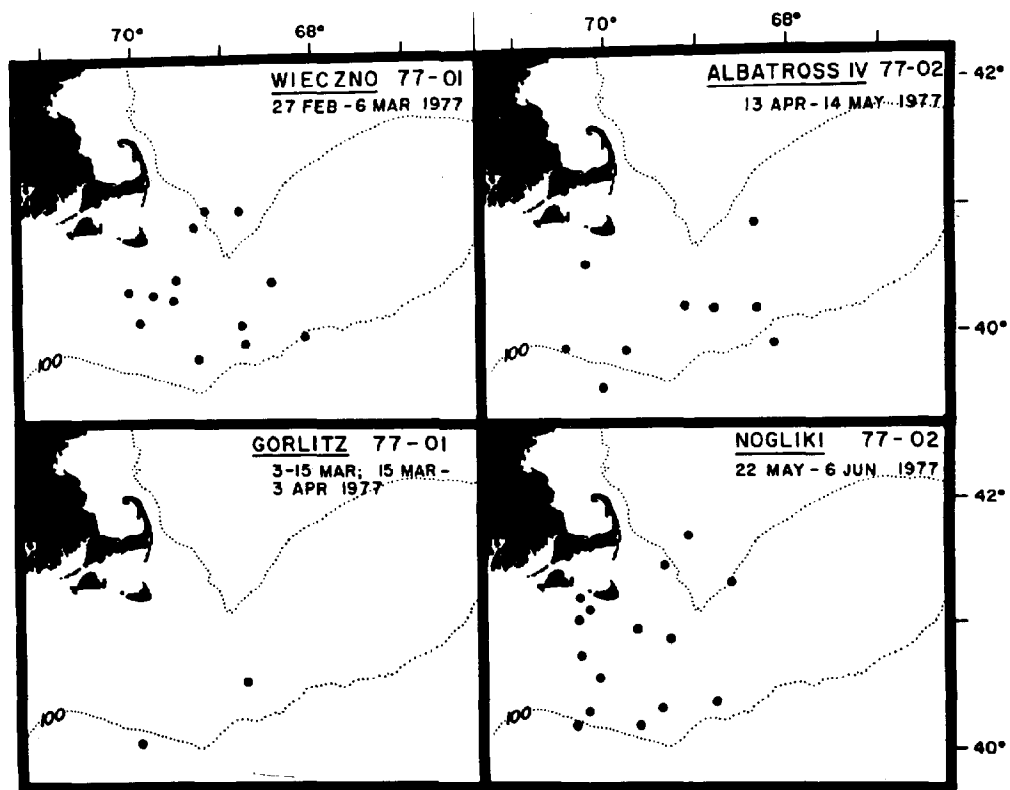 70° 68° 70° 68°
WIECZNO 77-01
27 FEB - 6 MAR 1977
100
ALBATROSS IV 77-02
13 APR - 14 MAY 1977
100
42°
40°
GORLITZ 77-01
3-15 MAR; 15 MAR-
3 APR 1977
100
NOGLIKI 77-02
22 MAY - 6 JUN 1977
100
42°
40°